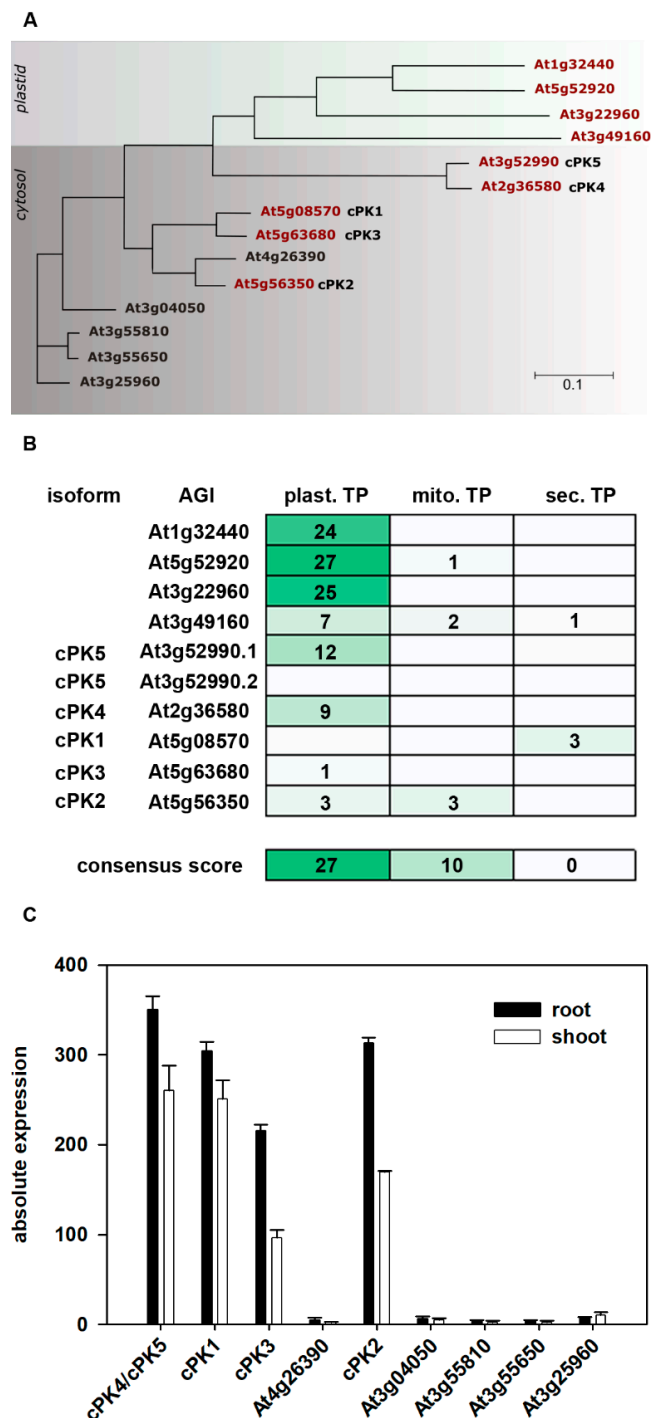 A
plastid
At1g32440
At5g52920
At3g22960
At3g49160
cytosol
At3g52990 cPK5
At2g36580 cPK4
At5g08570 cPK1
At5g63680 cPK3
At4g26390
At5g56350 cPK2
At3g04050
At3g55810
At3g55650
At3g25960
0.1
B
isoform AGI plast. TP mito. TP sec. TP
At1g32440 24
At5g52920 27 1
At3g22960 25
At3g49160 7 2 1
cPK5 At3g52990.1 12
cPK5 At3g52990.2
cPK4 At2g36580 9
cPK1 At5g08570 3
cPK3 At5g63680 1
cPK2 At5g56350 3 3
consensus score 27 10 0
C
absolute expression
400
300
200
100
0
root
shoot
cPK4/cPK5
cPK1
cPK3
At4g26390
cPK2
At3g04050
At3g55810
At3g55650
At3g25960